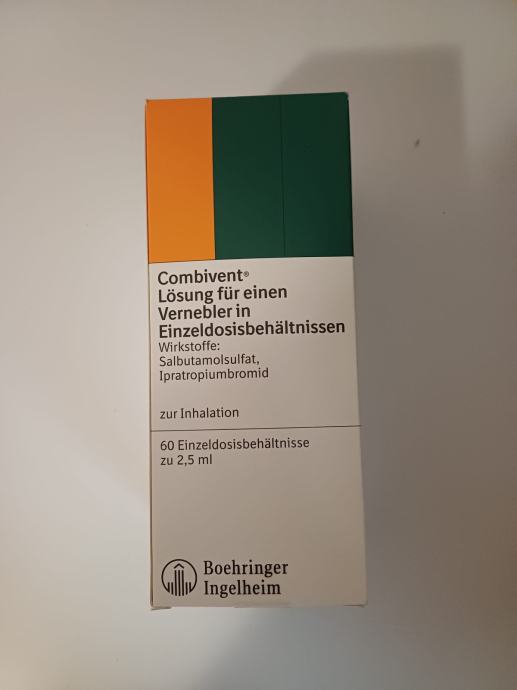 Combivent®
Lösung für einen
Vernebler in
Einzeldosisbehältnissen
Wirkstoffe:
Salbutamolsulfat,
Ipratropiumbromid
zur Inhalation
60 Einzeldosisbehältnisse
zu 2,5 ml
Boehringer
Ingelheim